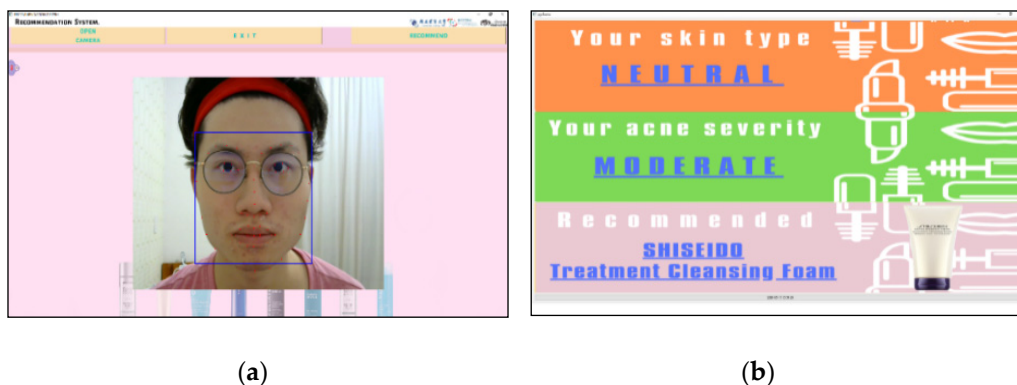 RECOMMENDATION SYSTEM.
OPEN
CAMERA
EXIT
RECOMMEND
Your skin type
NEUTRAL
Your acne severity
MODERATE
Recommended
SHISEIDO
Treatment Cleansing Foam
(a)
(b)